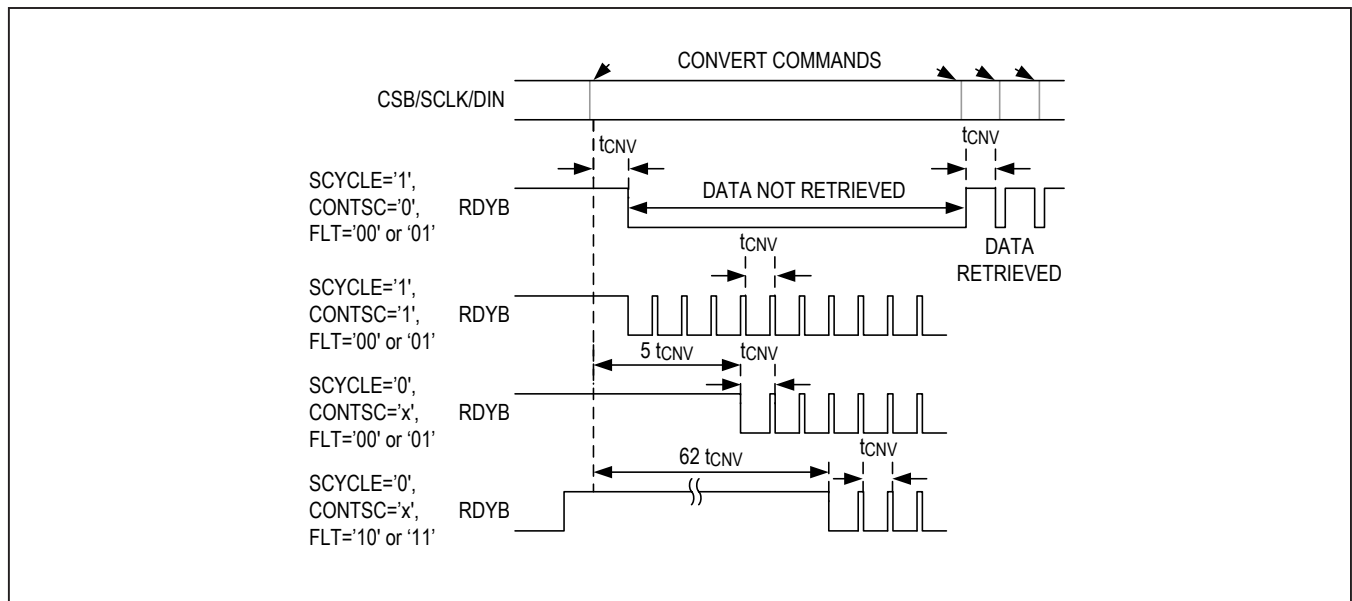 CONVERT COMMANDS
CSB/SCLK/DIN
tCNV
tCNV
SCYCLE='1',
CONTSC='0',
FLT='00' or ‘01’
RDYB
DATA NOT RETRIEVED
DATA
RETRIEVED
tCNV
SCYCLE=’1’,
CONTSC=’1’,
FLT=’00’ or ‘01’
RDYB
5 tCNV
tCNV
SCYCLE=’0’,
CONTSC=’x’,
FLT=’00’ or ‘01’
RDYB
62 tCNV
tCNV
SCYCLE=’0’,
CONTSC=’x’,
FLT=’10’ or ‘11’
RDYB